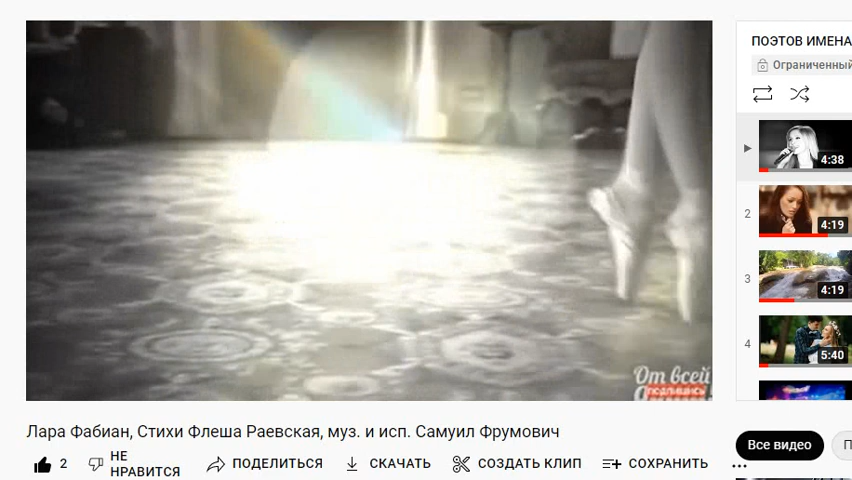 ПОЭТОВ ИМЕНА
Ограниченный
4:38
2
4:19
3
4:19
4
5:40
От всей
подпишись
Лара Фабиан, Стихи Флеша Раевская, муз. и исп. Самуил Фрумович
2
НЕ
НРАВИТСЯ
ПОДЕЛИТЬСЯ
СКАЧАТЬ
СОЗДАТЬ КЛИП
СОХРАНИТЬ
Все видео
П